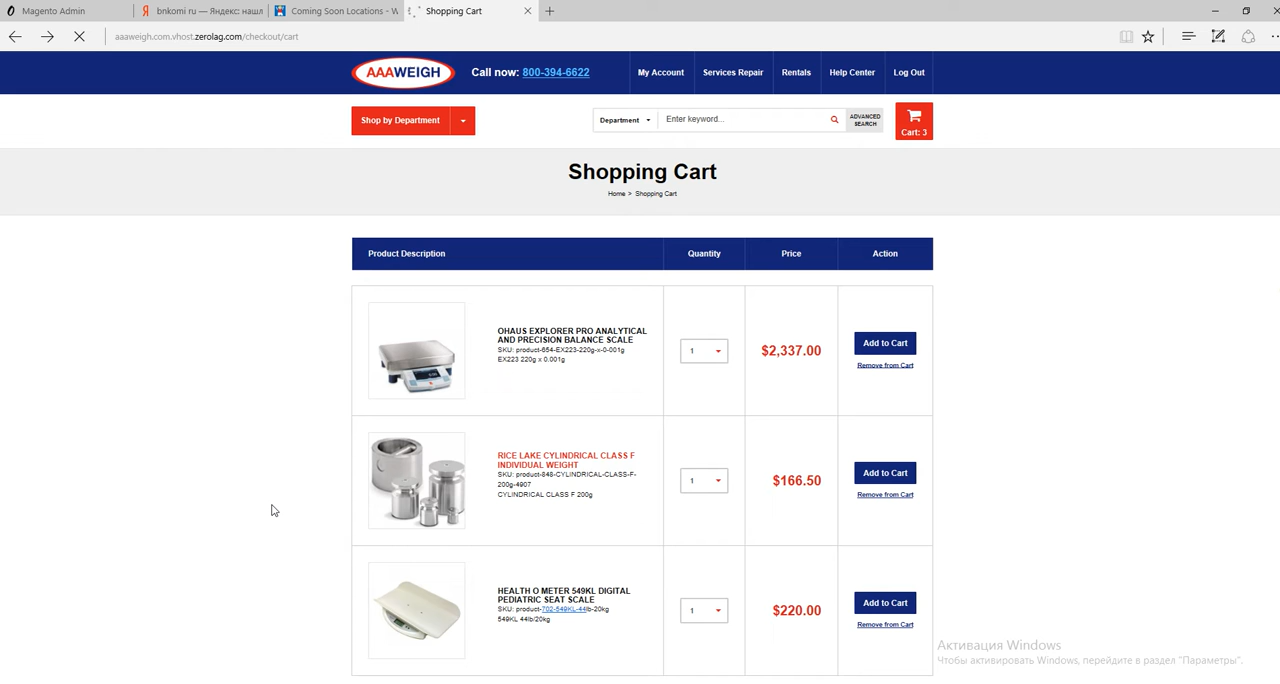 Magento Admin
bnkomi ru — Яндекс: нашл
Coming Soon Locations - W
Shopping Cart
aaaweigh.com.vhost.zerolag.com/checkout/cart
AAAWEIGH
Call now: 800-394-6622
My Account
Services Repair
Rentals
Help Center
Log Out
Shop by Department
Department
Enter keyword...
ADVANCED
SEARCH
Cart: 3
Shopping Cart
Home > Shopping Cart
Product Description
Quantity
Price
Action
OHAUS EXPLORER PRO ANALYTICAL
AND PRECISION BALANCE SCALE
SKU: product-654-EX223-220g-x-0-001g
EX223 220g x 0.001g
1
$2,337.00
Add to Cart
Remove from Cart
RICE LAKE CYLINDRICAL CLASS F
INDIVIDUAL WEIGHT
SKU: product-848-CYLINDRICAL-CLASS-F-
200g-4907
CYLINDRICAL CLASS F 200g
1
$166.50
Add to Cart
Remove from Cart
HEALTH O METER 549KL DIGITAL
PEDIATRIC SEAT SCALE
SKU: product-702-549KL-44lb-20kg
549KL 44lb/20kg
1
$220.00
Add to Cart
Remove from Cart
Активация Windows
Чтобы активировать Windows, перейдите в раздел "Параметры".